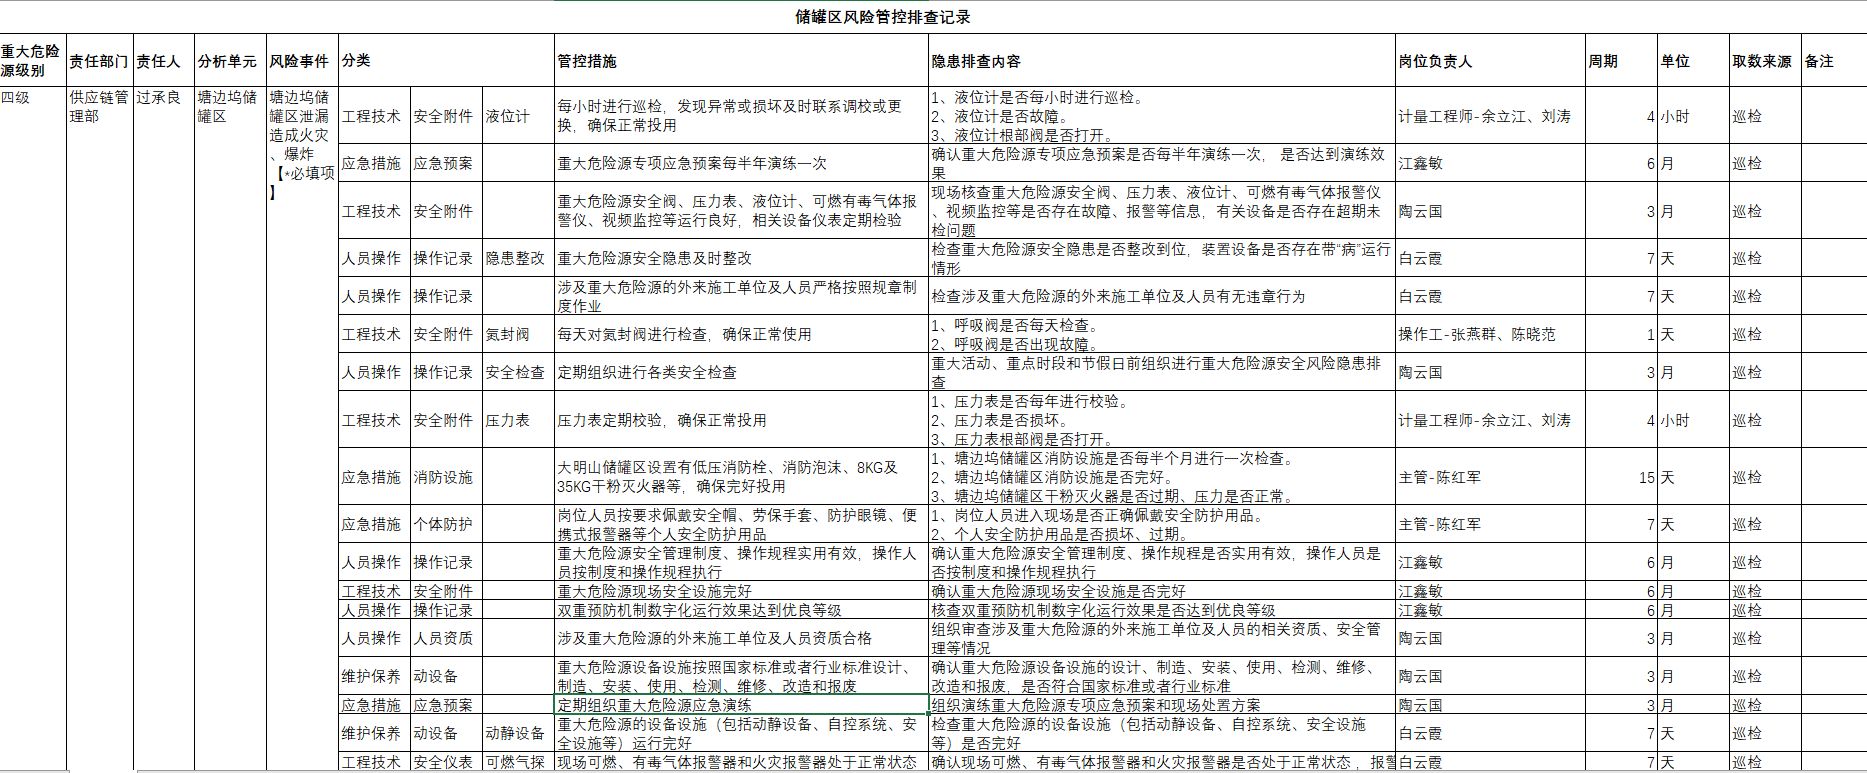 储罐区风险管控排查记录
重大危险
源级别
责任部门
责任人
分析单元
风险事件
分类
管控措施
隐患排查内容
岗位负责人
周期
单位
取数来源
备注
四级
供应链管
理部
过承良
塘边坞储
罐区
塘边坞储
罐区泄漏
造成火灾
、爆炸
【*必填项
】
工程技术
安全附件
液位计
每小时进行巡检，发现异常或损坏及时联系调校或更
换，确保正常投用
1、液位计是否每小时进行巡检。
2、液位计是否故障。
3、液位计根部阀是否打开。
计量工程师-余立江、刘涛
4
小时
巡检
应急措施
应急预案
重大危险源专项应急预案每半年演练一次
确认重大危险源专项应急预案是否每半年演练一次，是否达到演练效
果
江鑫敏
6
月
巡检
工程技术
安全附件
重大危险源安全阀、压力表、液位计、可燃有毒气体报
警仪、视频监控等运行良好，相关设备仪表定期检验
现场核查重大危险源安全阀、压力表、液位计、可燃有毒气体报警仪
、视频监控等是否存在故障、报警等信息，有关设备是否存在超期未
检问题
陶云国
3
月
巡检
人员操作
操作记录
隐患整改
重大危险源安全隐患及时整改
检查重大危险源安全隐患是否整改到位，装置设备是否存在带“病”运行
情形
白云霞
7
天
巡检
人员操作
操作记录
涉及重大危险源的外来施工单位及人员严格按照规章制
度作业
检查涉及重大危险源的外来施工单位及人员有无违章行为
白云霞
7
天
巡检
工程技术
安全附件
氮封阀
每天对氮封阀进行检查，确保正常使用
1、呼吸阀是否每天检查。
2、呼吸阀是否出现故障。
操作工-张燕群、陈晓范
1
天
巡检
人员操作
操作记录
安全检查
定期组织进行各类安全检查
重大活动、重点时段和节假日前组织进行重大危险源安全风险隐患排
查
陶云国
3
月
巡检
工程技术
安全附件
压力表
压力表定期校验，确保正常投用
1、压力表是否每年进行校验。
2、压力表是否损坏。
3、压力表根部阀是否打开。
计量工程师-余立江、刘涛
4
小时
巡检
应急措施
消防设施
大明山储罐区设置有低压消防栓、消防泡沫、8KG及
35KG干粉灭火器等，确保完好投用
1、塘边坞储罐区消防设施是否每半个月进行一次检查。
2、塘边坞储罐区消防设施是否完好。
3、塘边坞储罐区干粉灭火器是否过期、压力是否正常。
主管-陈红军
15
天
巡检
应急措施
个体防护
岗位人员按要求佩戴安全帽、劳保手套、防护眼镜、便
携式报警器等个人安全防护用品
1、岗位人员进入现场是否正确佩戴安全防护用品。
2、个人安全防护用品是否损坏、过期。
主管-陈红军
7
天
巡检
人员操作
操作记录
重大危险源安全管理制度、操作规程实用有效，操作人
员按制度和操作规程执行
确认重大危险源安全管理制度、操作规程是否实用有效，操作人员是
否按制度和操作规程执行
江鑫敏
6
月
巡检
工程技术
安全附件
重大危险源现场安全设施完好
确认重大危险源现场安全设施是否完好
江鑫敏
6
月
巡检
人员操作
操作记录
双重预防机制数字化运行效果达到优良等级
核查双重预防机制数字化运行效果是否达到优良等级
江鑫敏
6
月
巡检
人员操作
人员资质
涉及重大危险源的外来施工单位及人员资质合格
组织审查涉及重大危险源的外来施工单位及人员的相关资质、安全管
理等情况
陶云国
3
月
巡检
维护保养
动设备
重大危险源设备设施按照国家标准或者行业标准设计、
制造、安装、使用、检测、维修、改造和报废
确认重大危险源设备设施的设计、制造、安装、使用、检测、维修、
改造和报废，是否符合国家标准或者行业标准
陶云国
3
月
巡检
应急措施
应急预案
定期组织重大危险源应急演练
组织演练重大危险源专项应急预案和现场处置方案
陶云国
3
月
巡检
维护保养
动设备
动静设备
重大危险源的设备设施（包括动静设备、自控系统、安
全设施等）运行完好
检查重大危险源的设备设施（包括动静设备、自控系统、安全设施
等）是否完好
白云霞
7
天
巡检
工程技术
安全仪表
可燃气探
现场可燃、有毒气体报警器和火灾报警器处于正常状态
确认现场可燃、有毒气体报警器和火灾报警器是否处于正常状态，报警
白云霞
7
天
巡检